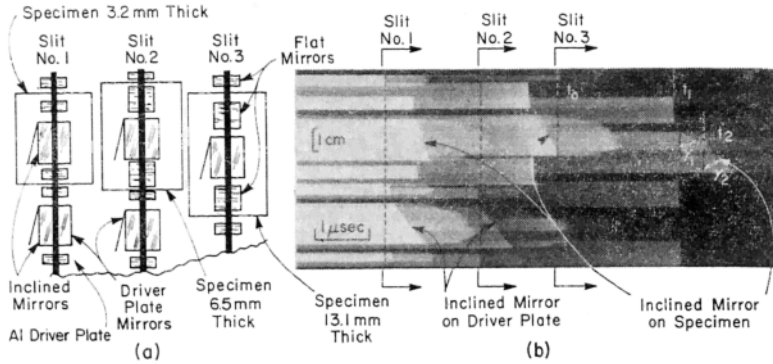 (a)
Specimen 3.2 mm Thick
Slit
No. 1
Slit
No. 2
Slit
No. 3
Flat
Mirrors
Inclined
Mirrors
Al Driver Plate
Driver
Plate
Mirrors
Specimen
6.5 mm
Thick
Specimen
13.1 mm
Thick
(a)
(b)
Slit
No. 1
Slit
No. 2
Slit
No. 3
t₀
t₁
t₂
1 cm
1 μsec
Inclined Mirror
on Driver Plate
Inclined Mirror
on Specimen
(b)